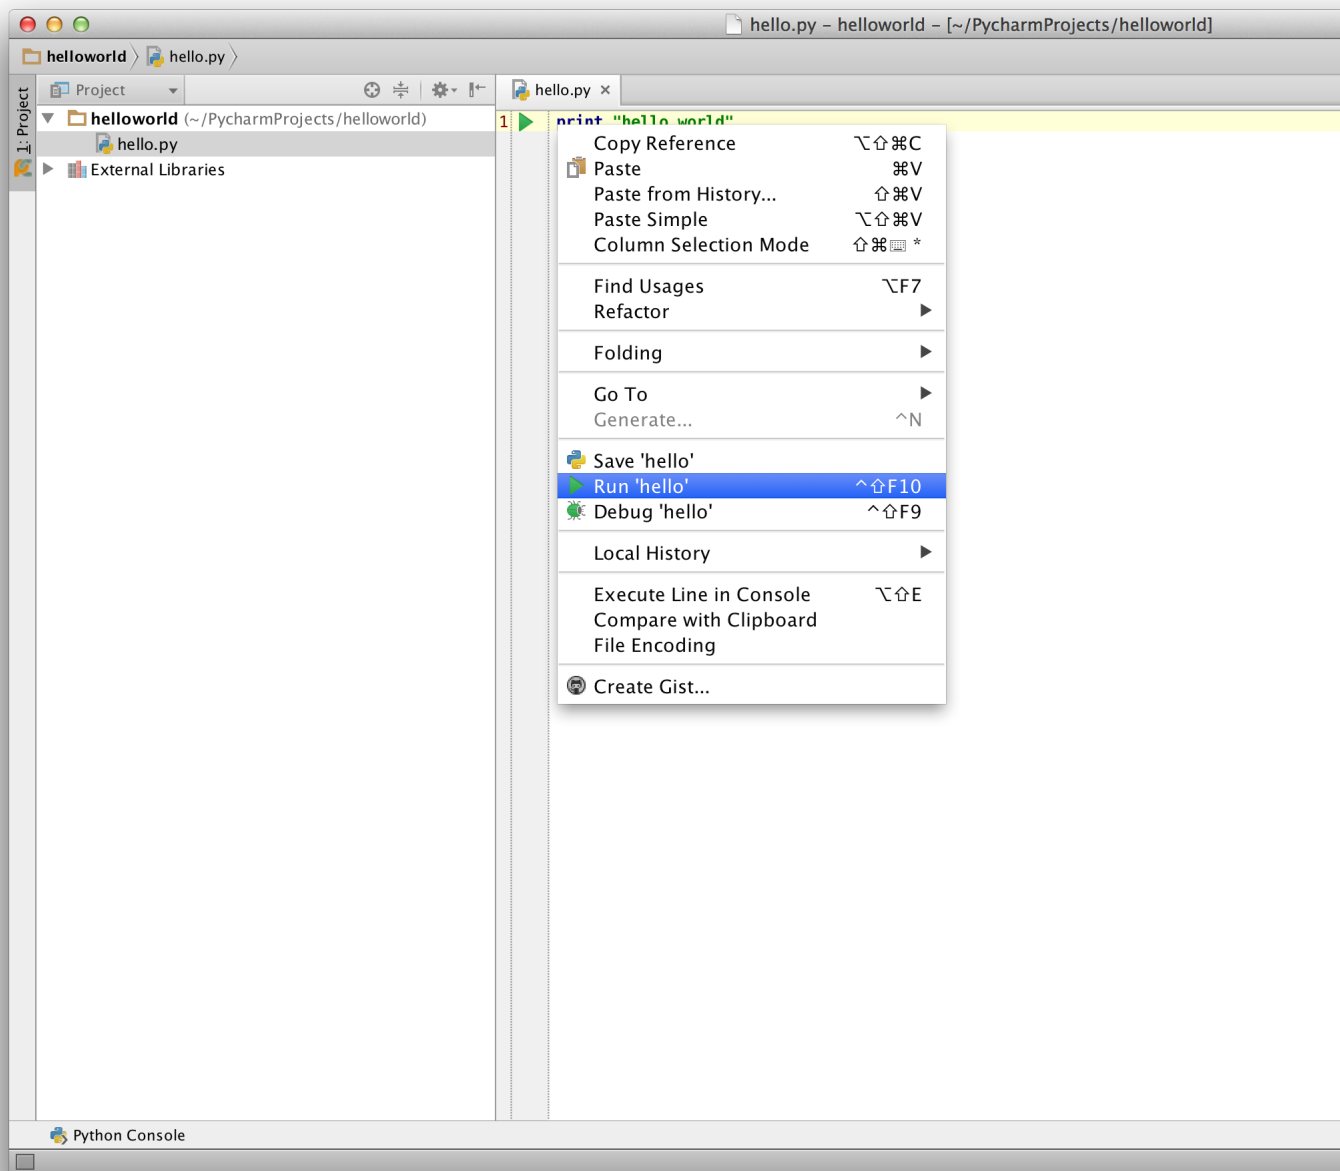 hello.py – helloworld – [~/PycharmProjects/helloworld]
helloworld hello.py
1: Project
Project
hello.py
helloworld (~/PycharmProjects/helloworld)
hello.py
External Libraries
1 print "hello world"
Copy Reference ⌥⇧⌘C
Paste ⌘V
Paste from History... ⇧⌘V
Paste Simple ⌥⇧⌘V
Column Selection Mode ⇧⌘⌨ *
Find Usages ⌥F7
Refactor
Folding
Go To
Generate... ^N
Save 'hello'
Run 'hello' ^⇧F10
Debug 'hello' ^⇧F9
Local History
Execute Line in Console ⌥⇧E
Compare with Clipboard
File Encoding
Create Gist...
Python Console